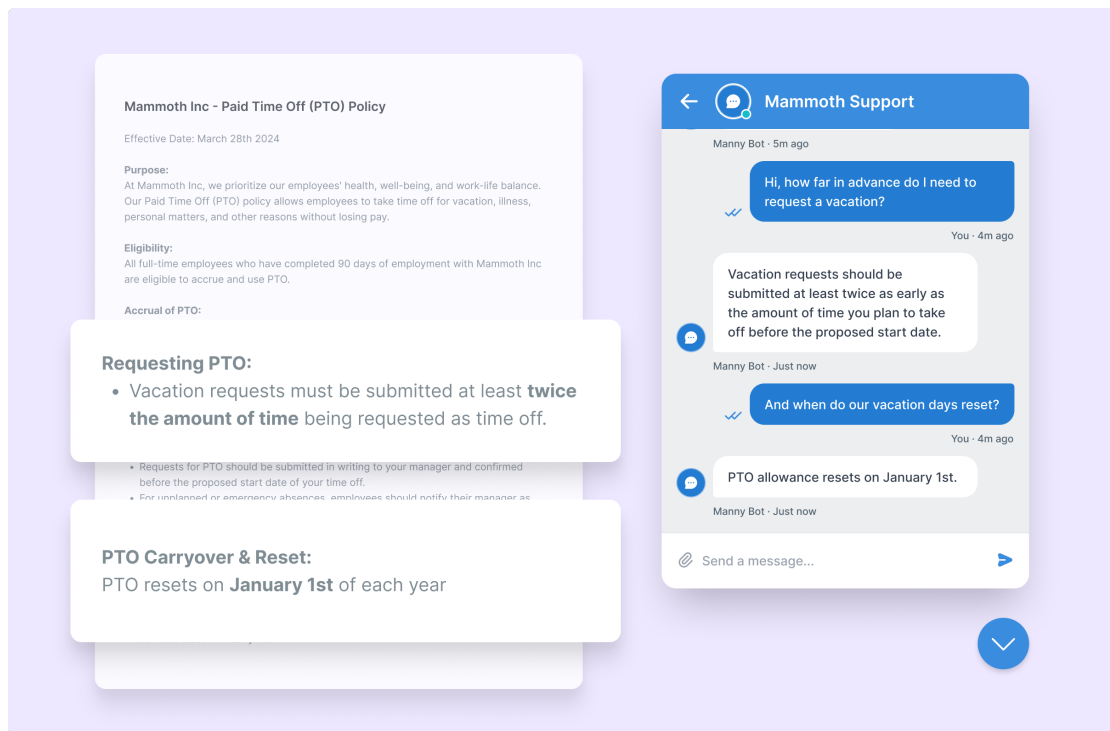 Mammoth Inc - Paid Time Off (PTO) Policy
Effective Date: March 28th 2024
Purpose:
At Mammoth Inc, we prioritize our employees' health, well-being, and work-life balance.
Our Paid Time Off (PTO) policy allows employees to take time off for vacation, illness,
personal matters, and other reasons without losing pay.
Eligibility:
All full-time employees who have completed 90 days of employment with Mammoth Inc
are eligible to accrue and use PTO.
Accrual of PTO:
Requesting PTO:
• Vacation requests must be submitted at least twice
the amount of time being requested as time off.
• Requests for PTO should be submitted in writing to your manager and confirmed
before the proposed start date of your time off.
• For unplanned or emergency absences, employees should notify their manager as
PTO Carryover & Reset:
PTO resets on January 1st of each year
Mammoth Support
Manny Bot · 5m ago
Hi, how far in advance do I need to
request a vacation?
You · 4m ago
Vacation requests should be
submitted at least twice as early as
the amount of time you plan to take
off before the proposed start date.
Manny Bot · Just now
And when do our vacation days reset?
You · 4m ago
PTO allowance resets on January 1st.
Manny Bot · Just now
Send a message...